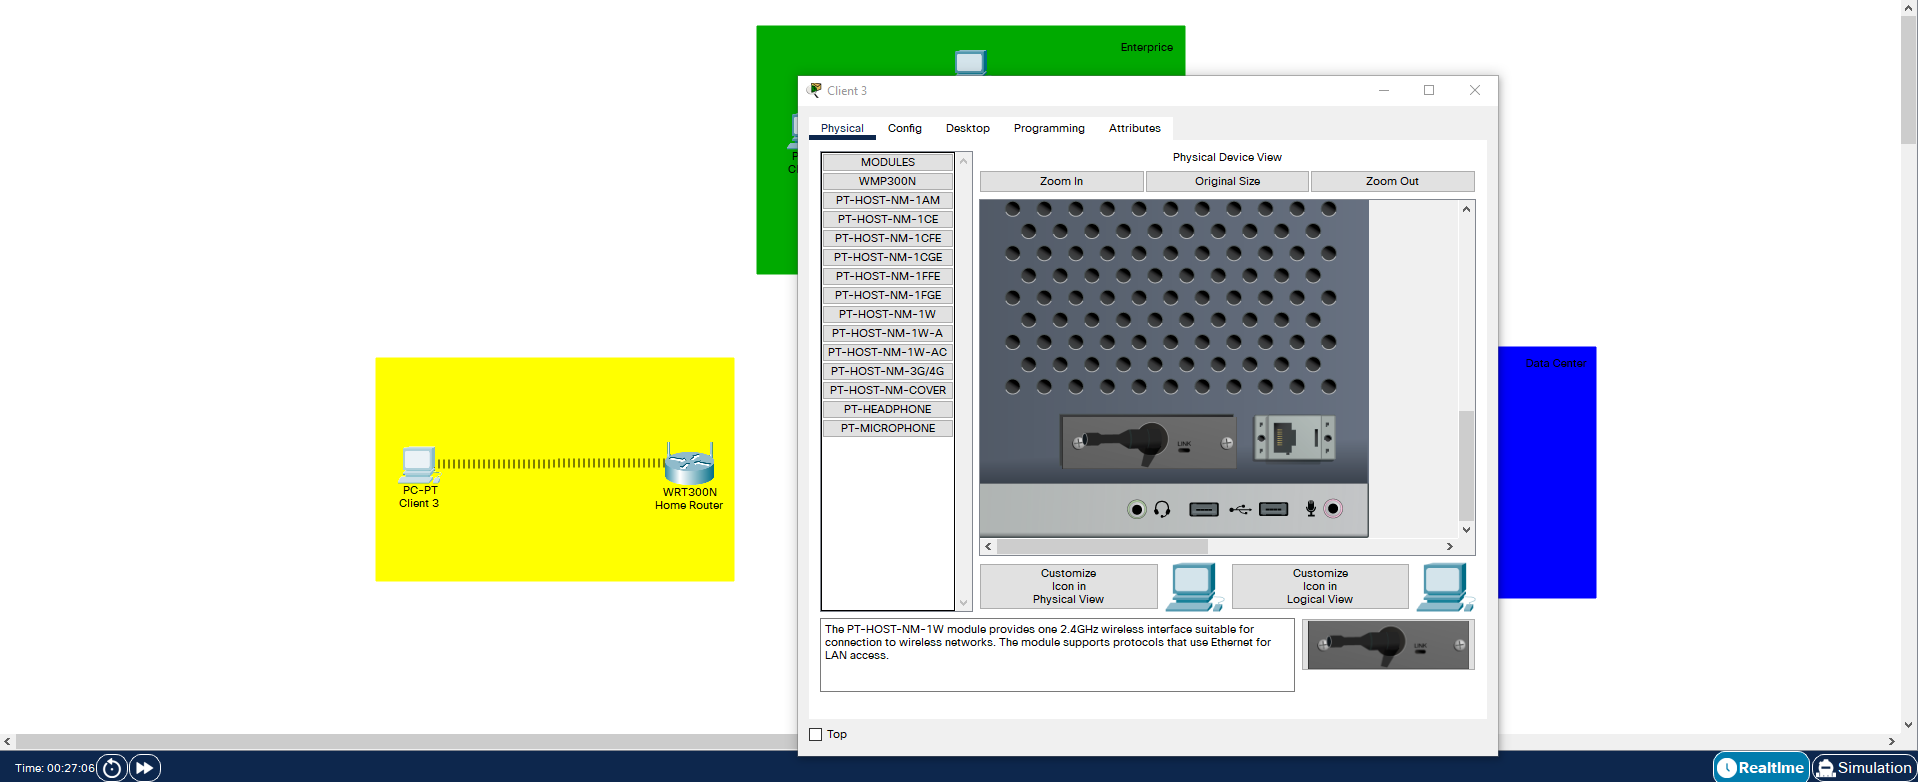 Enterprice
P
Cl
Client 3
Physical
Config
Desktop
Programming
Attributes
MODULES
WMP300N
PT-HOST-NM-1AM
PT-HOST-NM-1CE
PT-HOST-NM-1CFE
PT-HOST-NM-1CGE
PT-HOST-NM-1FFE
PT-HOST-NM-1FGE
PT-HOST-NM-1W
PT-HOST-NM-1W-A
PT-HOST-NM-1W-AC
PT-HOST-NM-3G/4G
PT-HOST-NM-COVER
PT-HEADPHONE
PT-MICROPHONE
Physical Device View
Zoom In
Original Size
Zoom Out
LINK
Customize
Icon in
Physical View
Customize
Icon in
Logical View
The PT-HOST-NM-1W module provides one 2.4GHz wireless interface suitable for
connection to wireless networks. The module supports protocols that use Ethernet for
LAN access.
LINK
Top
PC-PT
Client 3
WRT300N
Home Router
Data Center
Time: 00:27:06
Realtime
Simulation